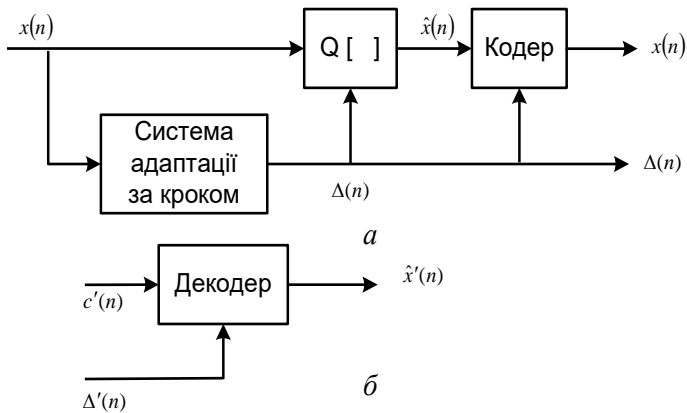 x(n)
Q [ ]
x̂(n)
Кодер
x(n)
Система
адаптації
за кроком
Δ(n)
Δ(n)
а
Декодер
x̂′(n)
c′(n)
Δ′(n)
б